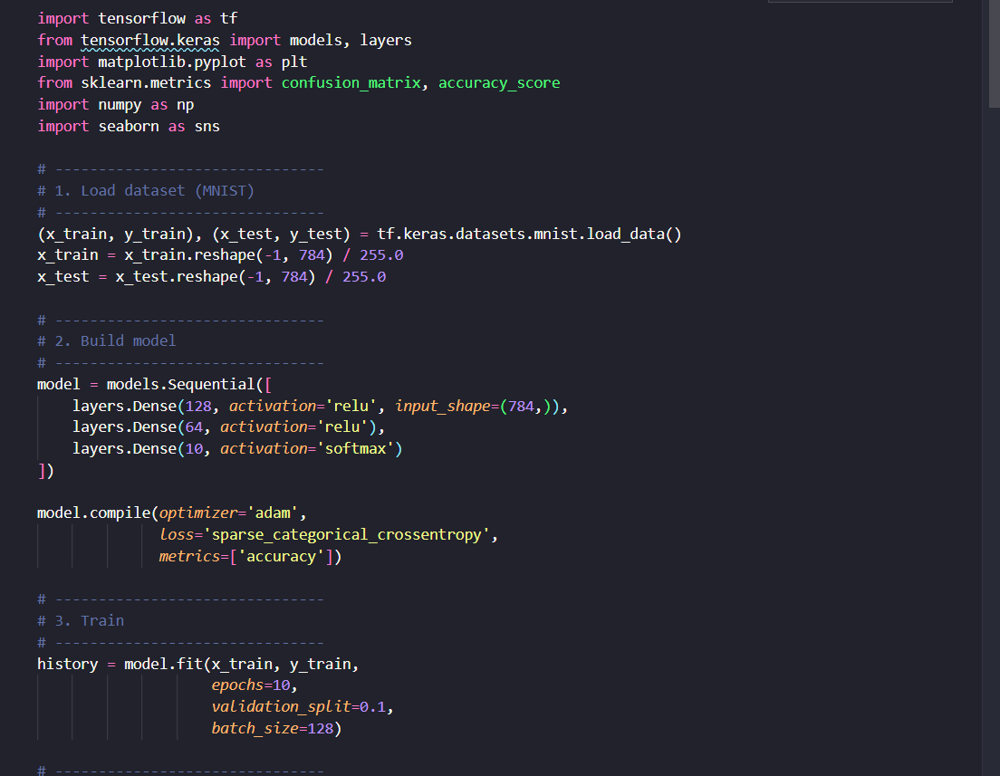 import tensorflow as tf
from tensorflow.keras import models, layers
import matplotlib.pyplot as plt
from sklearn.metrics import confusion_matrix, accuracy_score
import numpy as np
import seaborn as sns

# -------------------------------
# 1. Load dataset (MNIST)
# -------------------------------
(x_train, y_train), (x_test, y_test) = tf.keras.datasets.mnist.load_data()
x_train = x_train.reshape(-1, 784) / 255.0
x_test = x_test.reshape(-1, 784) / 255.0

# -------------------------------
# 2. Build model
# -------------------------------
model = models.Sequential([
    layers.Dense(128, activation='relu', input_shape=(784,)),
    layers.Dense(64, activation='relu'),
    layers.Dense(10, activation='softmax')
])

model.compile(optimizer='adam',
              loss='sparse_categorical_crossentropy',
              metrics=['accuracy'])

# -------------------------------
# 3. Train
# -------------------------------
history = model.fit(x_train, y_train,
                    epochs=10,
                    validation_split=0.1,
                    batch_size=128)

# -------------------------------